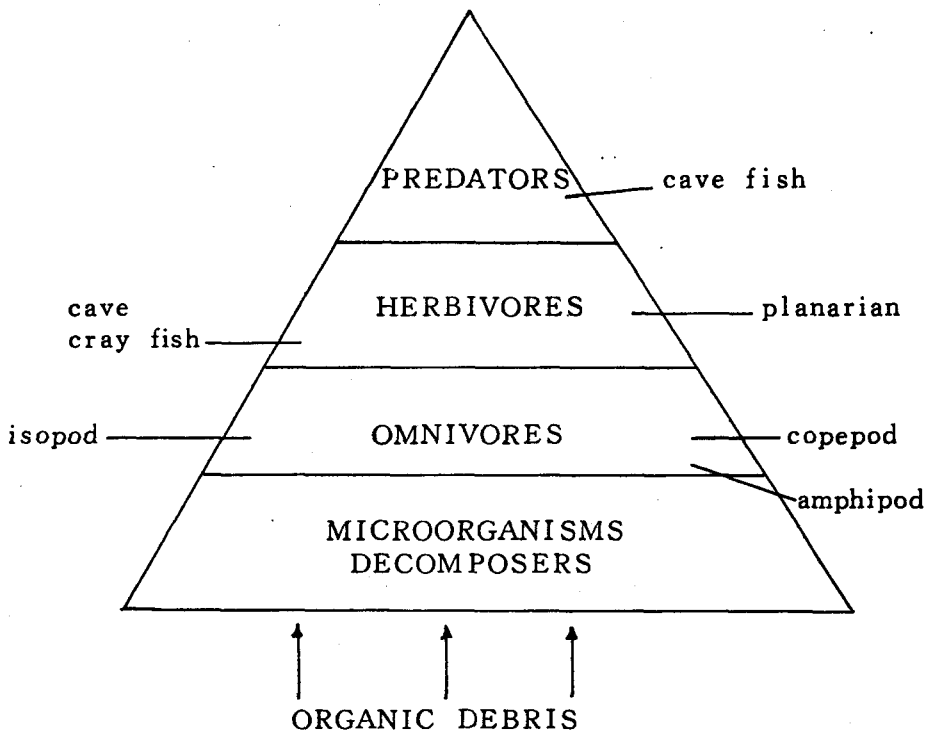 PREDATORS
cave fish
HERBIVORES
cave
cray fish
planarian
isopod
OMNIVORES
copepod
amphipod
MICROORGANISMS
DECOMPOSERS
ORGANIC DEBRIS